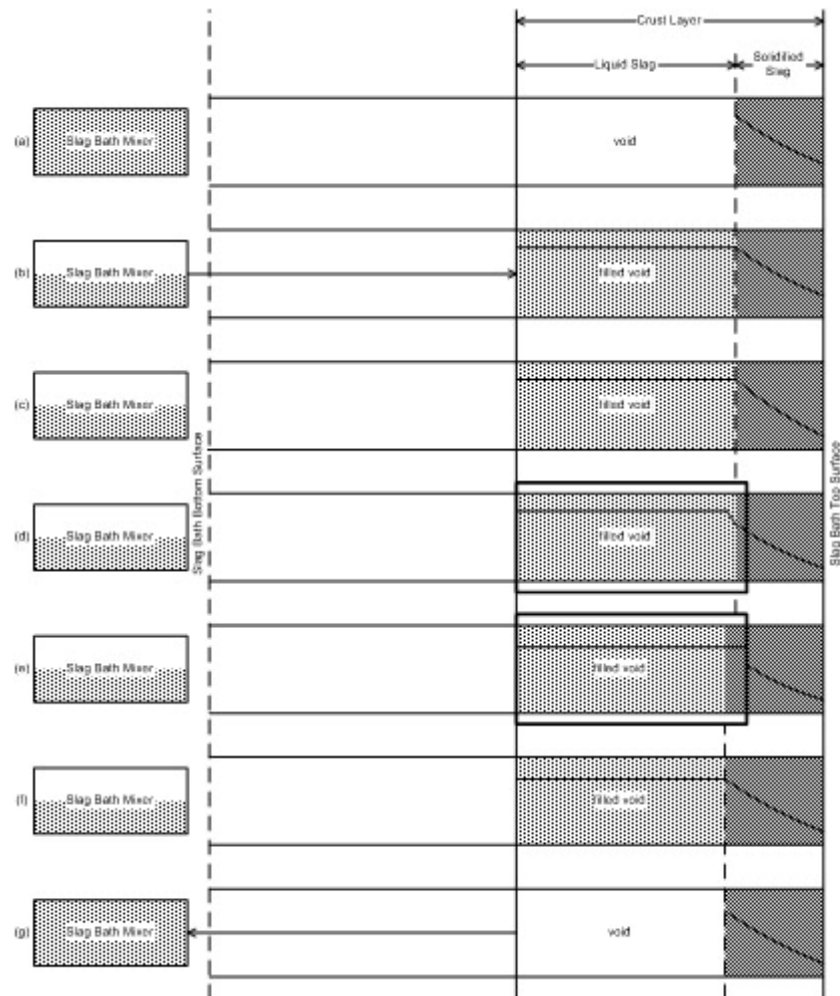 Crust Layer
Liquid Slag
Solidified
Slag
(a)
Slag Bath Mixer
void
(b)
Slag Bath Mixer
filled void
(c)
Slag Bath Mixer
filled void
Slag Bath Bottom Surface
Slag Bath Top Surface
(d)
Slag Bath Mixer
filled void
(e)
Slag Bath Mixer
filled void
(f)
Slag Bath Mixer
filled void
(g)
Slag Bath Mixer
void